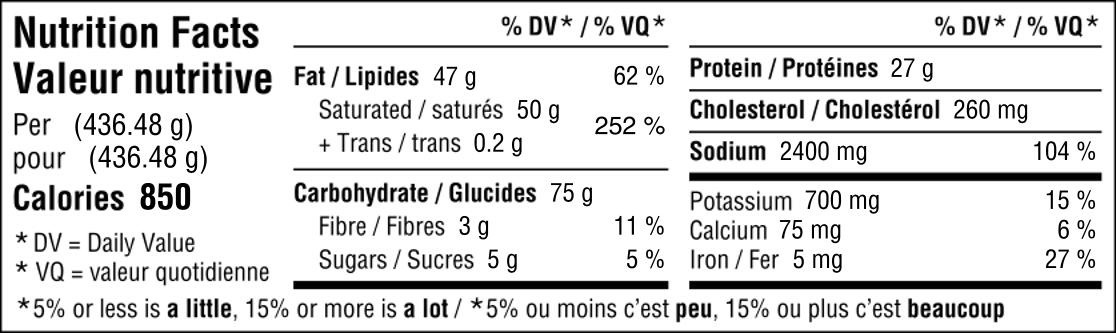 Nutrition Facts
Valeur nutritive
Per (436.48 g)
pour (436.48 g)
Calories 850
* DV = Daily Value
* VQ = valeur quotidienne
% DV* / % VQ*
Fat / Lipides 47 g 62 %
Saturated / saturés 50 g
+ Trans / trans 0.2 g
252 %
Carbohydrate / Glucides 75 g
Fibre / Fibres 3 g 11 %
Sugars / Sucres 5 g 5 %
% DV* / % VQ*
Protein / Protéines 27 g
Cholesterol / Cholestérol 260 mg
Sodium 2400 mg 104 %
Potassium 700 mg 15 %
Calcium 75 mg 6 %
Iron / Fer 5 mg 27 %
*5% or less is a little, 15% or more is a lot / *5% ou moins c’est peu, 15% ou plus c’est beaucoup